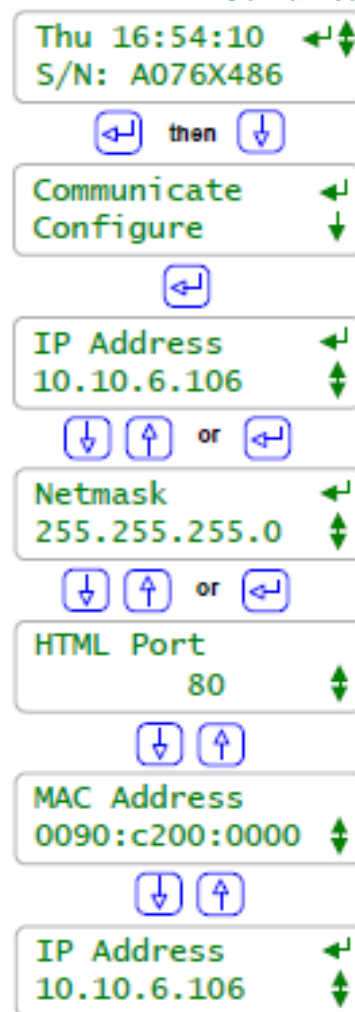 Thu 16:54:10
S/N: A076X486
then
Communicate
Configure
IP Address
10.10.6.106
or
Netmask
255.255.255.0
or
HTML Port
80
MAC Address
0090:c200:0000
IP Address
10.10.6.106